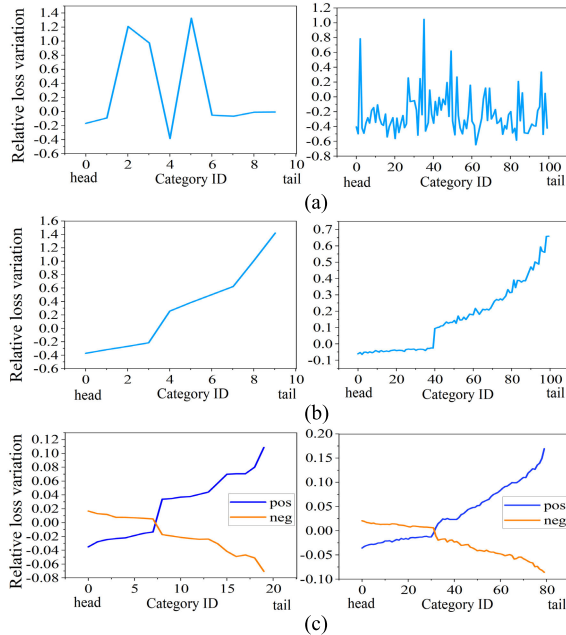 Relative loss variation
1.4
1.2
1.0
0.8
0.6
0.4
0.2
0.0
-0.2
-0.4
-0.6
0 2 4 6 8 10
head Category ID tail
1.2
1.0
0.8
0.6
0.4
0.2
0.0
-0.2
-0.4
-0.6
-0.8
0 20 40 60 80 100
head Category ID tail
(a)
Relative loss variation
1.6
1.4
1.2
1.0
0.8
0.6
0.4
0.2
0.0
-0.2
-0.4
-0.6
0 2 4 6 8 10
head Category ID tail
0.7
0.6
0.5
0.4
0.3
0.2
0.1
0.0
-0.1
0 20 40 60 80 100
head Category ID tail
(b)
Relative loss variation
0.12
0.10
0.08
0.06
0.04
0.02
0.00
-0.02
-0.04
-0.06
-0.08
pos
neg
0 5 10 15 20
head Category ID tail
0.20
0.15
0.10
0.05
0.00
-0.05
-0.10
pos
neg
0 20 40 60 80
head Category ID tail
(c)